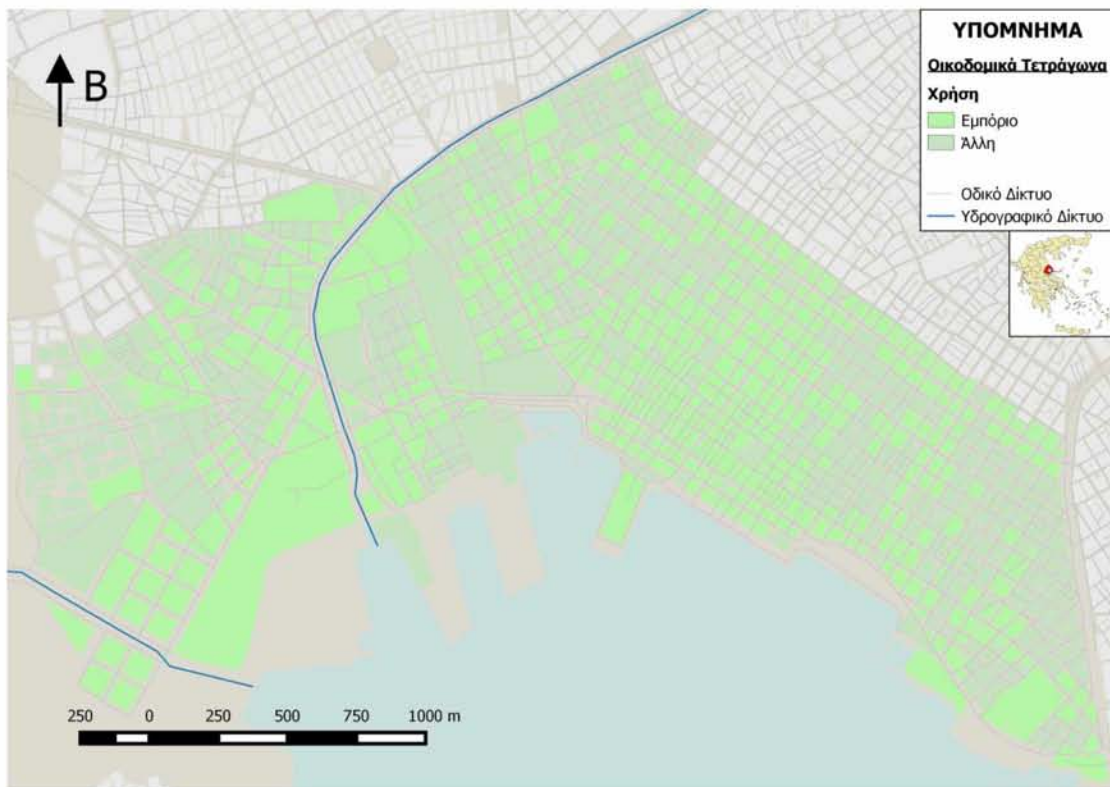 ΥΠΟΜΝΗΜΑ
Οικοδομικά Τετράγωνα
Χρήση
Εμπόριο
Άλλη
Οδικό Δίκτυο
Υδρογραφικό Δίκτυο
Β
250 0 250 500 750 1000 m